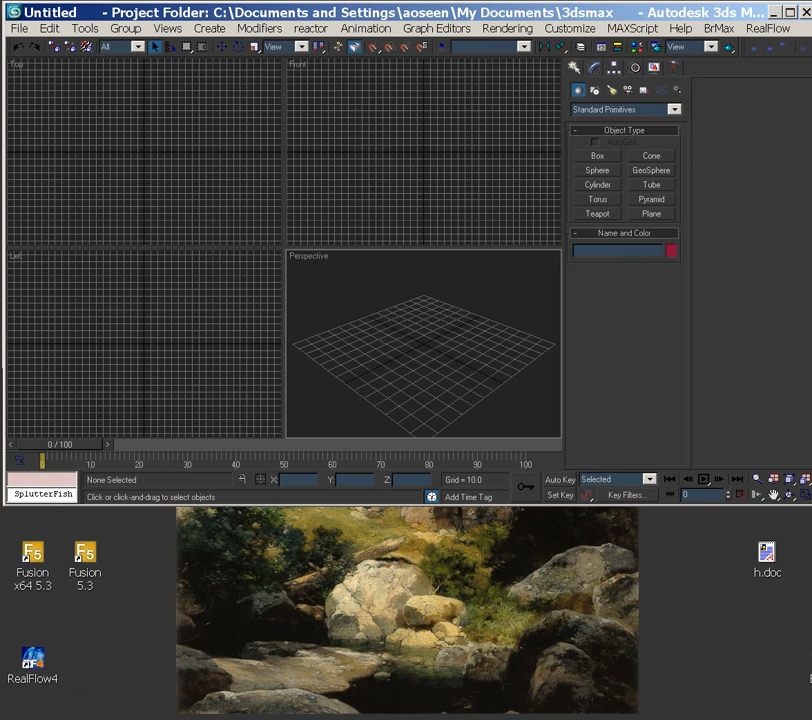 Untitled - Project Folder: C:\Documents and Settings\aoseen\My Documents\3dsmax - Autodesk 3ds M...
File Edit Tools Group Views Create Modifiers reactor Animation Graph Editors Rendering Customize MAXScript Help BrMax RealFlow
All View View
Top Front
Standard Primitives
- Object Type
AutoGrid
Box Cone
Sphere GeoSphere
Cylinder Tube
Torus Pyramid
Teapot Plane
- Name and Color
Left Perspective
< 0 / 100 >
0 10 20 30 40 50 60 70 80 90 100
None Selected X: Y: Z: Grid = 10.0 Auto Key Selected
SplutterFish Click or click-and-drag to select objects Add Time Tag Set Key Key Filters... 0
Fusion x64 5.3
Fusion 5.3
h.doc
RealFlow4